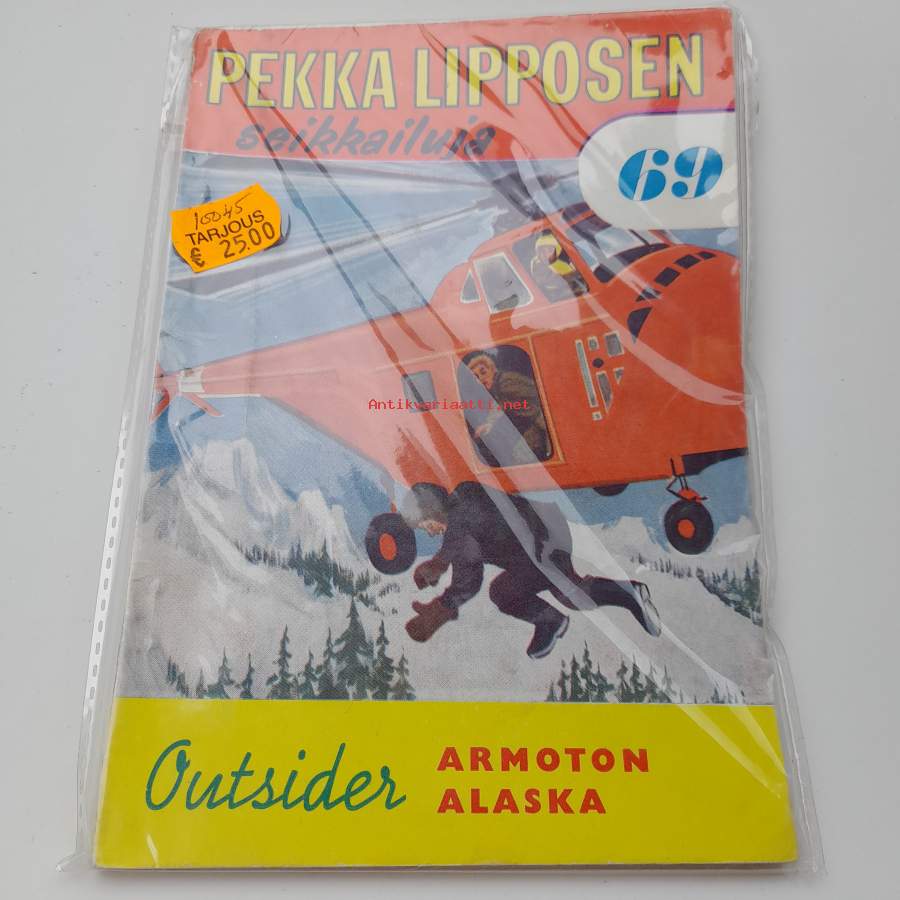 PEKKA LIPPOSEN
seikkailuja
69
10045
TARJOUS
€ 25.00
Antikvariaatti.net
Outsider
ARMOTON
ALASKA